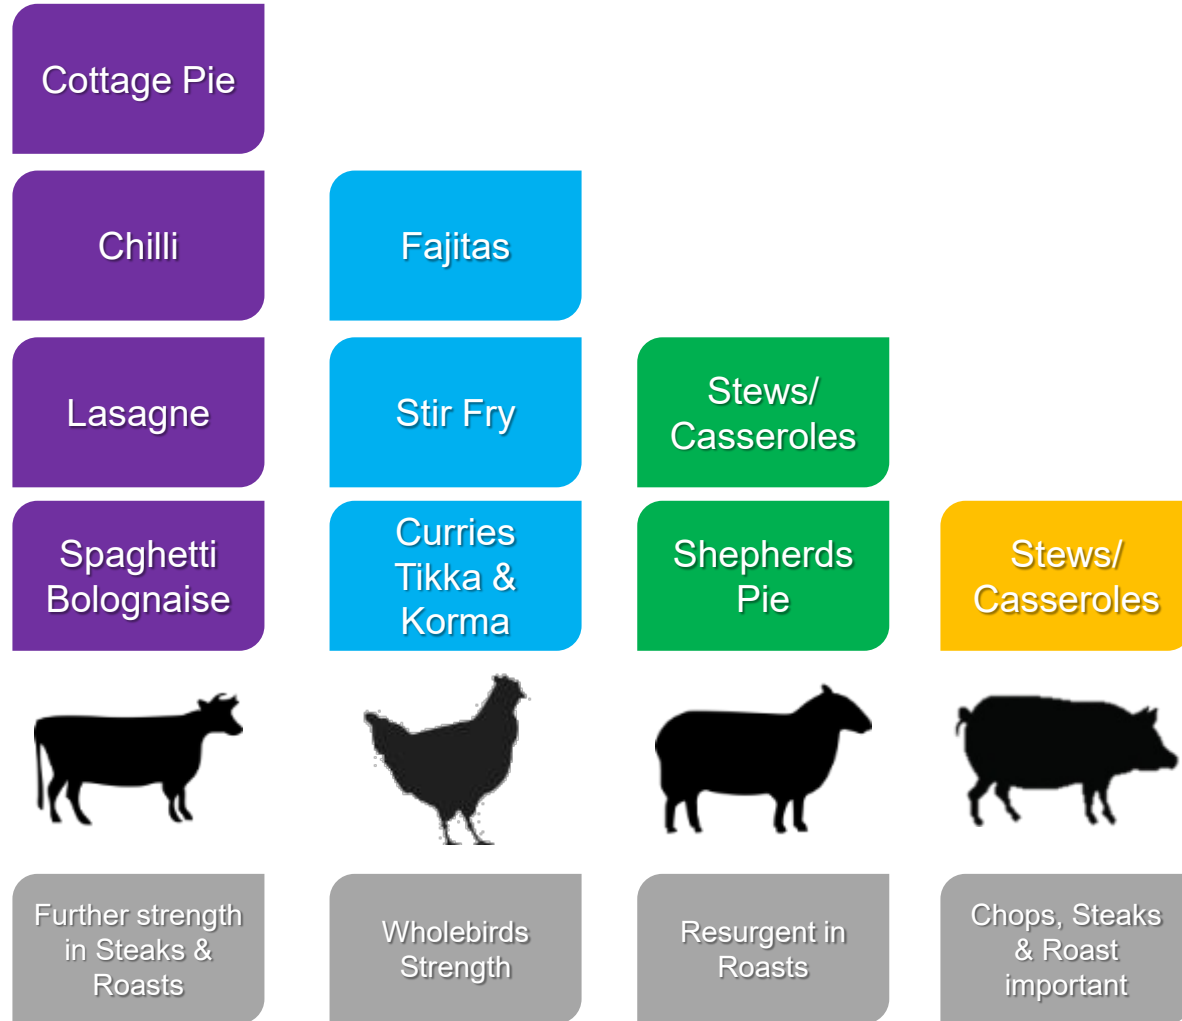 Cottage Pie
Chilli
Fajitas
Lasagne
Stir Fry
Stews/
Casseroles
Spaghetti
Bolognaise
Curries
Tikka &
Korma
Shepherds
Pie
Stews/
Casseroles
Further strength
in Steaks &
Roasts
Wholebirds
Strength
Resurgent in
Roasts
Chops, Steaks
& Roast
important